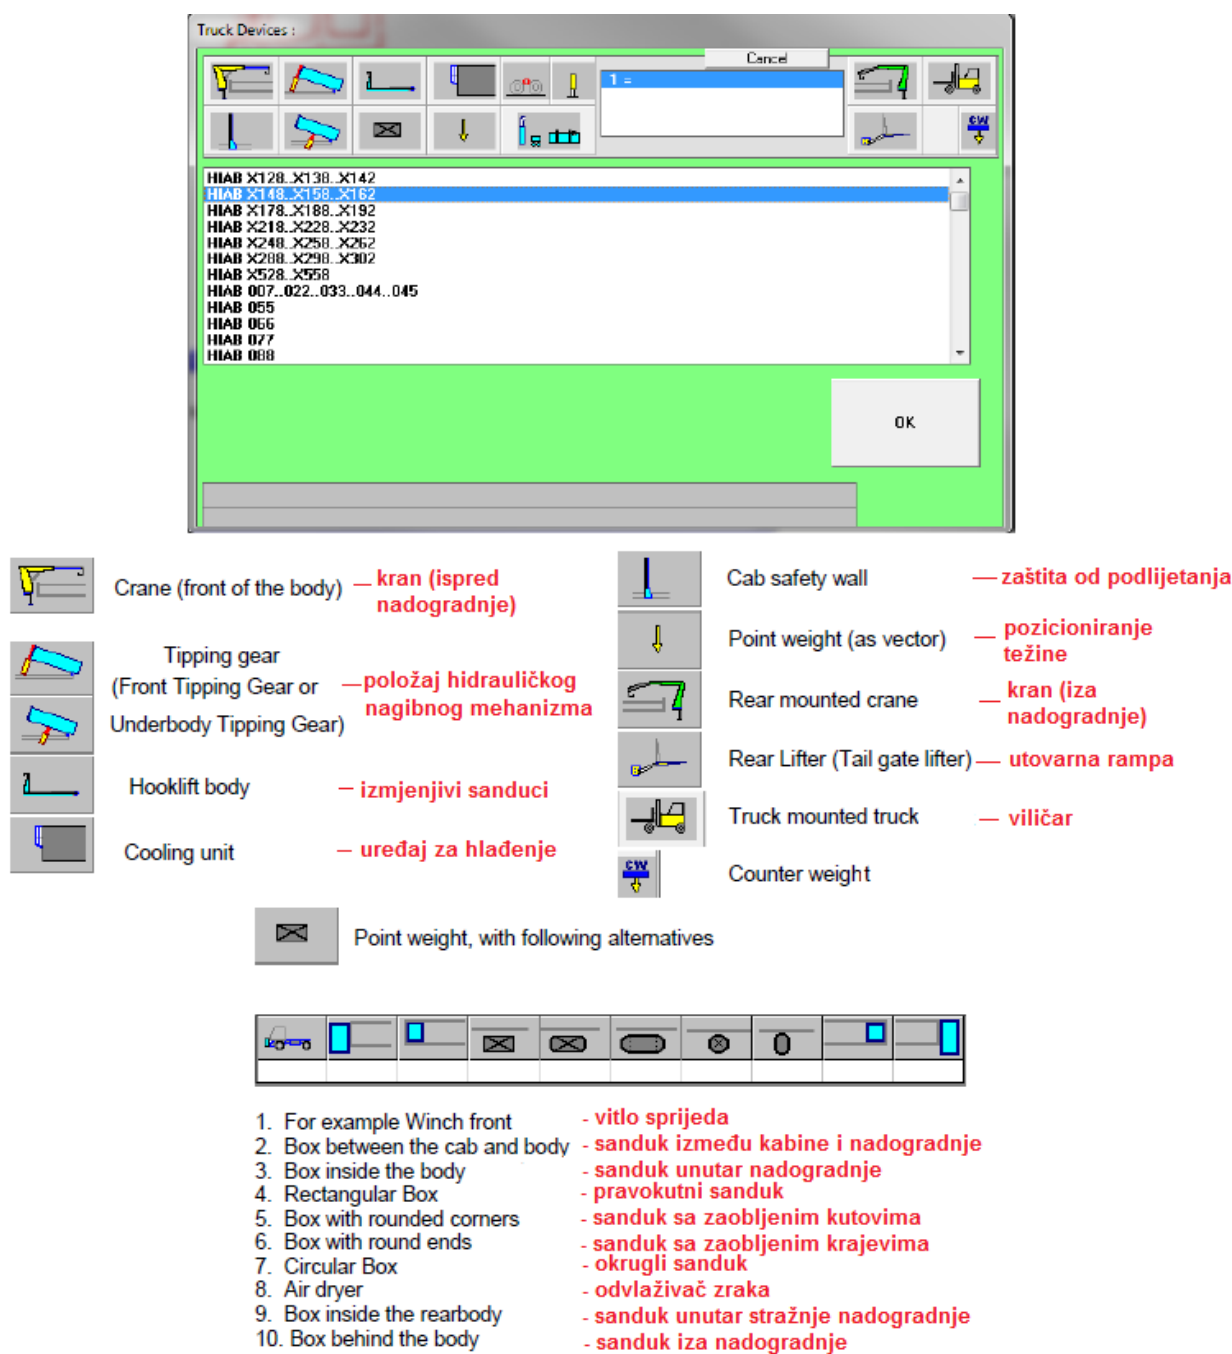 Truck Devices :
Cancel
1 =
CW
HIAB X128..X138..X142
HIAB X148..X158..X162
HIAB X178..X188..X192
HIAB X218..X228..X232
HIAB X248..X258..X262
HIAB X288..X298..X302
HIAB X528..X558
HIAB 007..022..033..044..045
HIAB 055
HIAB 066
HIAB 077
HIAB 088
OK
Crane (front of the body) — kran (ispred
nadogradnje)
Tipping gear
(Front Tipping Gear or
Underbody Tipping Gear)
— položaj hidrauličkog
nagibnog mehanizma
Hooklift body — izmjenjivi sanduci
Cooling unit — uređaj za hlađenje
Cab safety wall — zaštita od podlijetanja
Point weight (as vector) — pozicioniranje
težine
Rear mounted crane — kran (iza
nadogradnje)
Rear Lifter (Tail gate lifter) — utovarna rampa
Truck mounted truck — viličar
CW
Counter weight
Point weight, with following alternatives
1. For example Winch front - vitlo sprijeda
2. Box between the cab and body - sanduk između kabine i nadogradnje
3. Box inside the body - sanduk unutar nadogradnje
4. Rectangular Box - pravokutni sanduk
5. Box with rounded corners - sanduk sa zaobljenim kutovima
6. Box with round ends - sanduk sa zaobljenim krajevima
7. Circular Box - okrugli sanduk
8. Air dryer - odvlaživač zraka
9. Box inside the rearbody - sanduk unutar stražnje nadogradnje
10. Box behind the body - sanduk iza nadogradnje